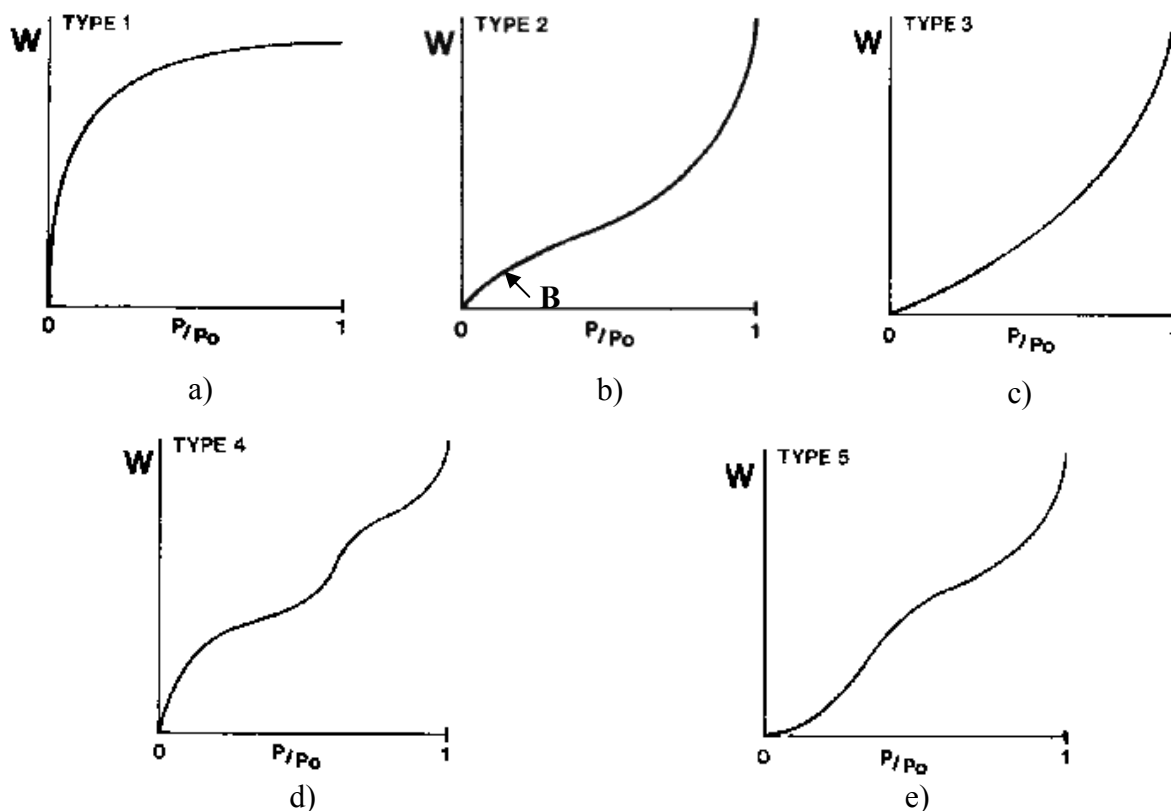 W TYPE 1
0 P/Po 1
a)
W TYPE 2
B
0 P/Po 1
b)
W TYPE 3
0 P/Po 1
c)
W TYPE 4
0 P/Po 1
d)
W TYPE 5
0 P/Po 1
e)